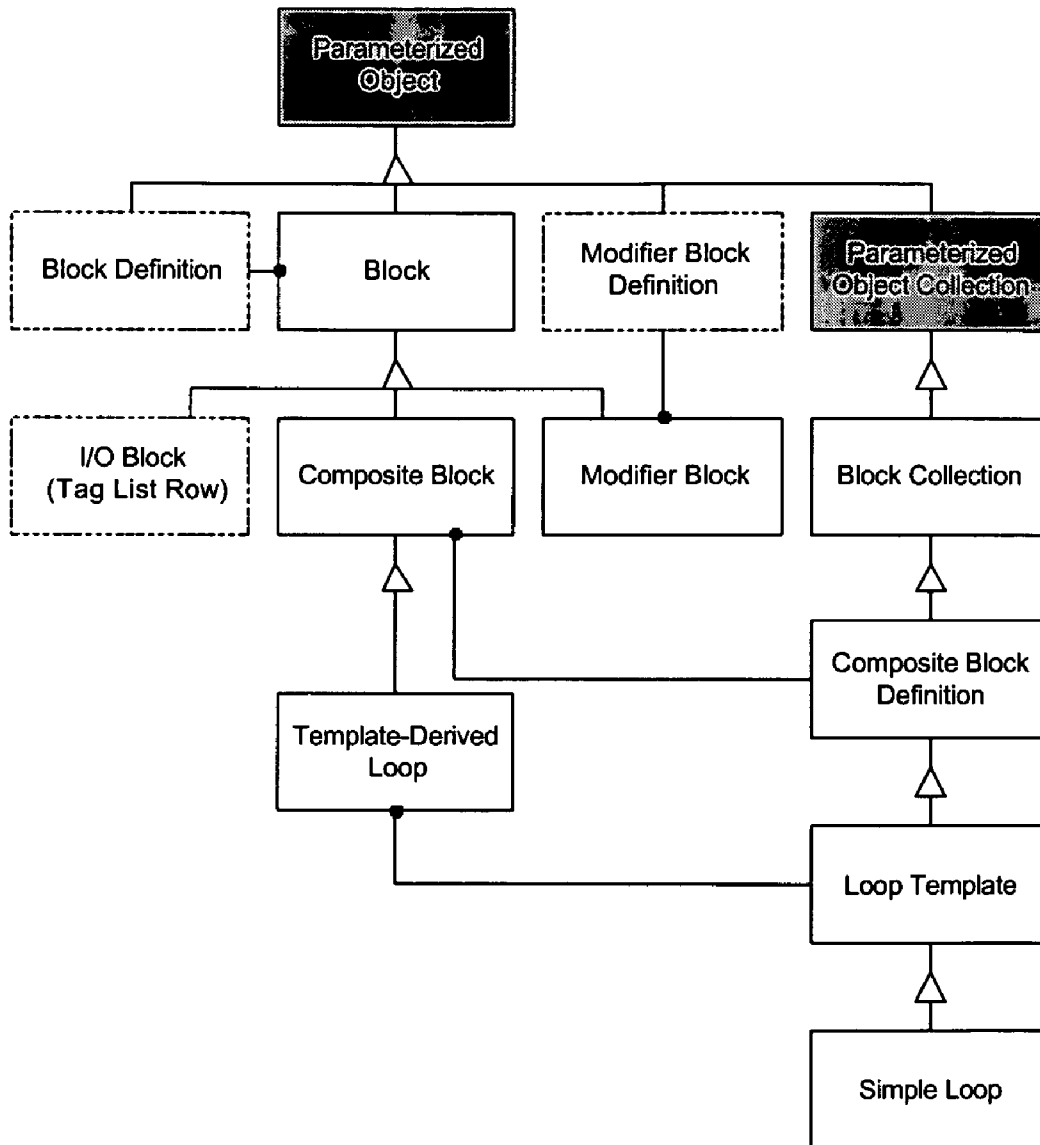 Parameterized
Object
Block Definition
Block
Modifier Block
Definition
Parameterized
Object Collection
I/O Block
(Tag List Row)
Composite Block
Modifier Block
Block Collection
Composite Block
Definition
Template-Derived
Loop
Loop Template
Simple Loop